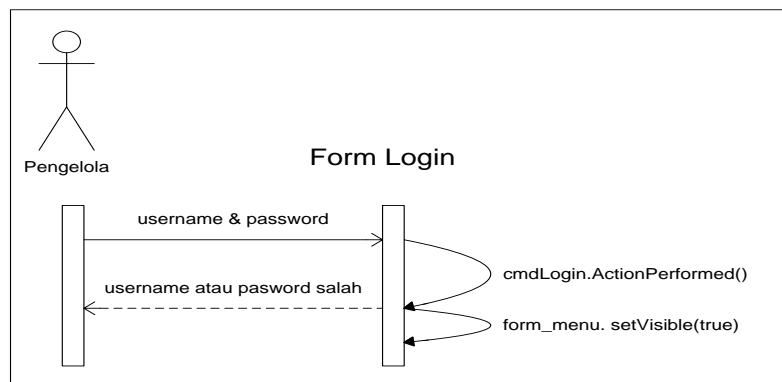 Pengelola
Form Login
username & password
cmdLogin.ActionPerformed()
username atau pasword salah
form_menu. setVisible(true)